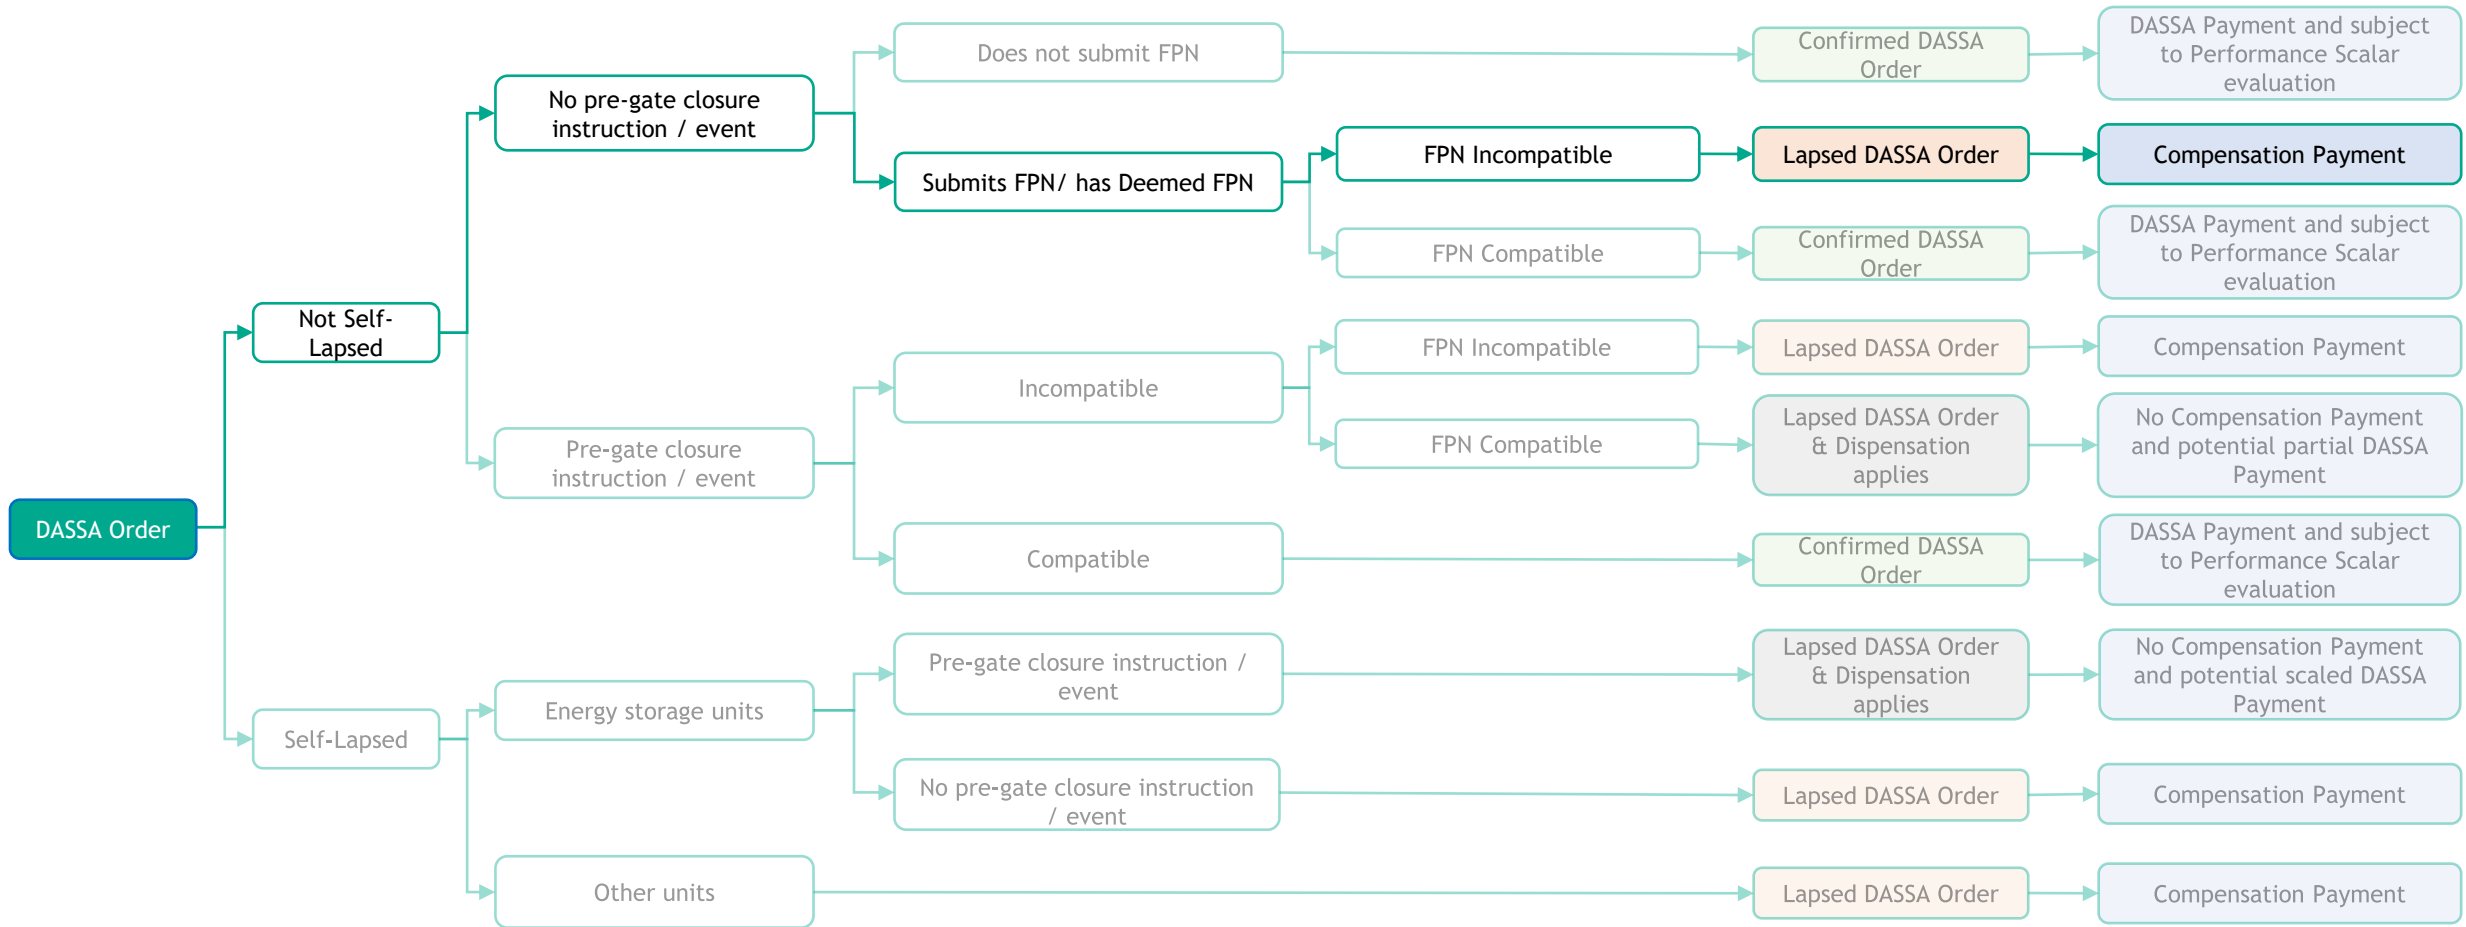 Does not submit FPN
Confirmed DASSA
Order
DASSA Payment and subject
to Performance Scalar
evaluation
No pre-gate closure
instruction / event
Submits FPN/ has Deemed FPN
FPN Incompatible
Lapsed DASSA Order
Compensation Payment
FPN Compatible
Confirmed DASSA
Order
DASSA Payment and subject
to Performance Scalar
evaluation
Not Self-
Lapsed
Incompatible
FPN Incompatible
Lapsed DASSA Order
Compensation Payment
FPN Compatible
Lapsed DASSA Order
& Dispensation
applies
No Compensation Payment
and potential partial DASSA
Payment
Pre-gate closure
instruction / event
DASSA Order
Compatible
Confirmed DASSA
Order
DASSA Payment and subject
to Performance Scalar
evaluation
Pre-gate closure instruction /
event
Lapsed DASSA Order
& Dispensation
applies
No Compensation Payment
and potential scaled DASSA
Payment
Self-Lapsed
Energy storage units
No pre-gate closure instruction
/ event
Lapsed DASSA Order
Compensation Payment
Other units
Lapsed DASSA Order
Compensation Payment